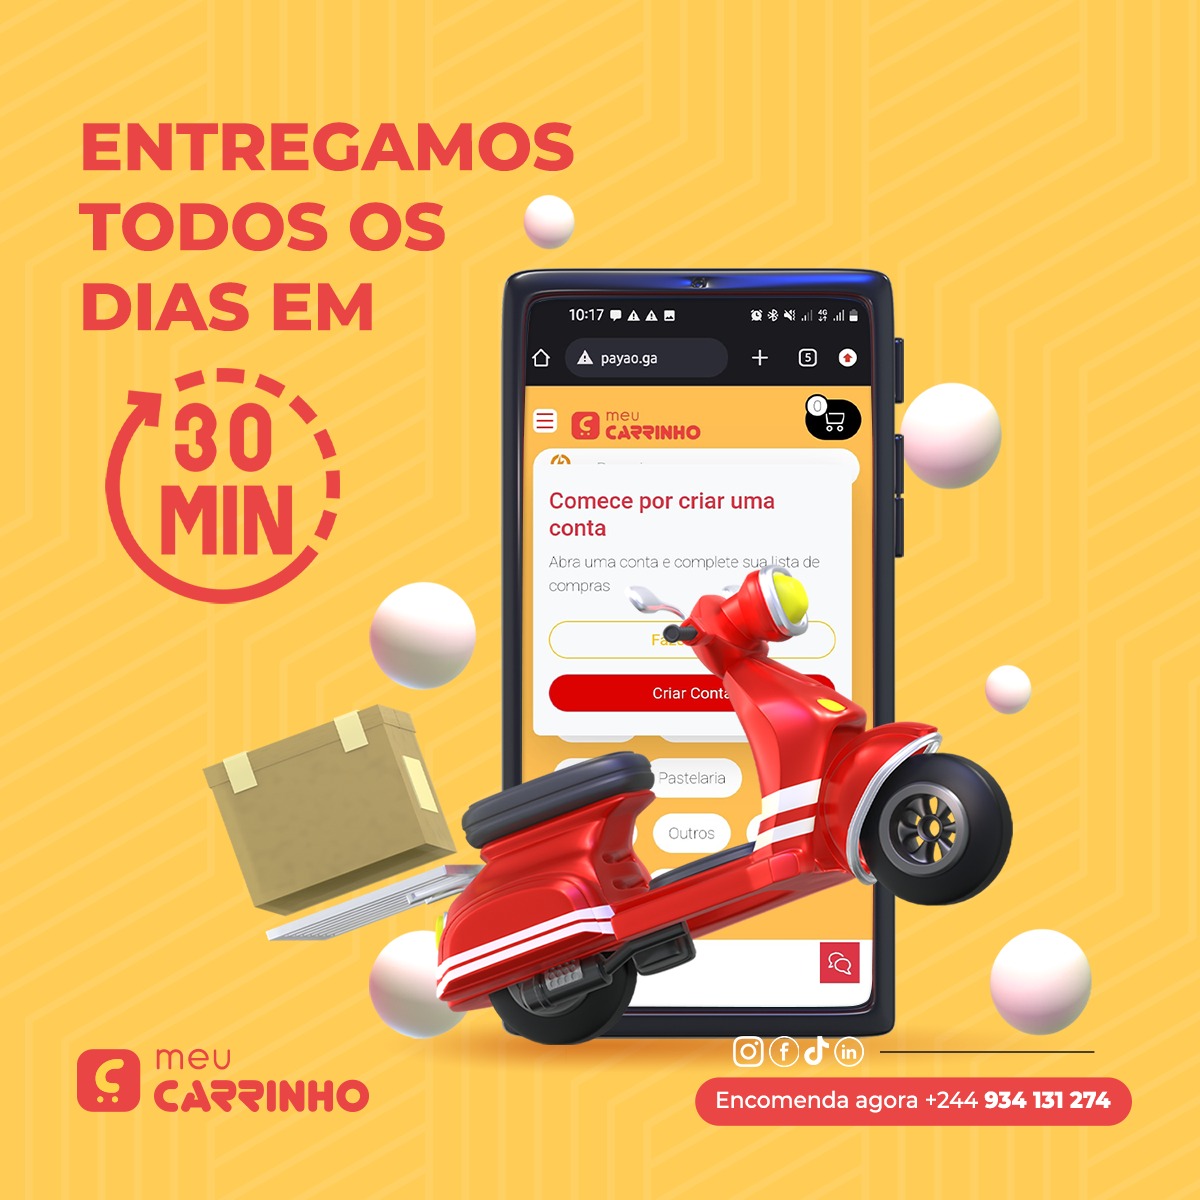 ENTREGAMOS
TODOS OS
DIAS EM
30
MIN
10:17
4G
payao.ga
5
0
meu
CARRINHO
Comece por criar uma
conta
Abra uma conta e complete sua lista de
compras
Criar Conta
Pastelaria
Outros
meu
CARRINHO
Encomenda agora +244 934 131 274